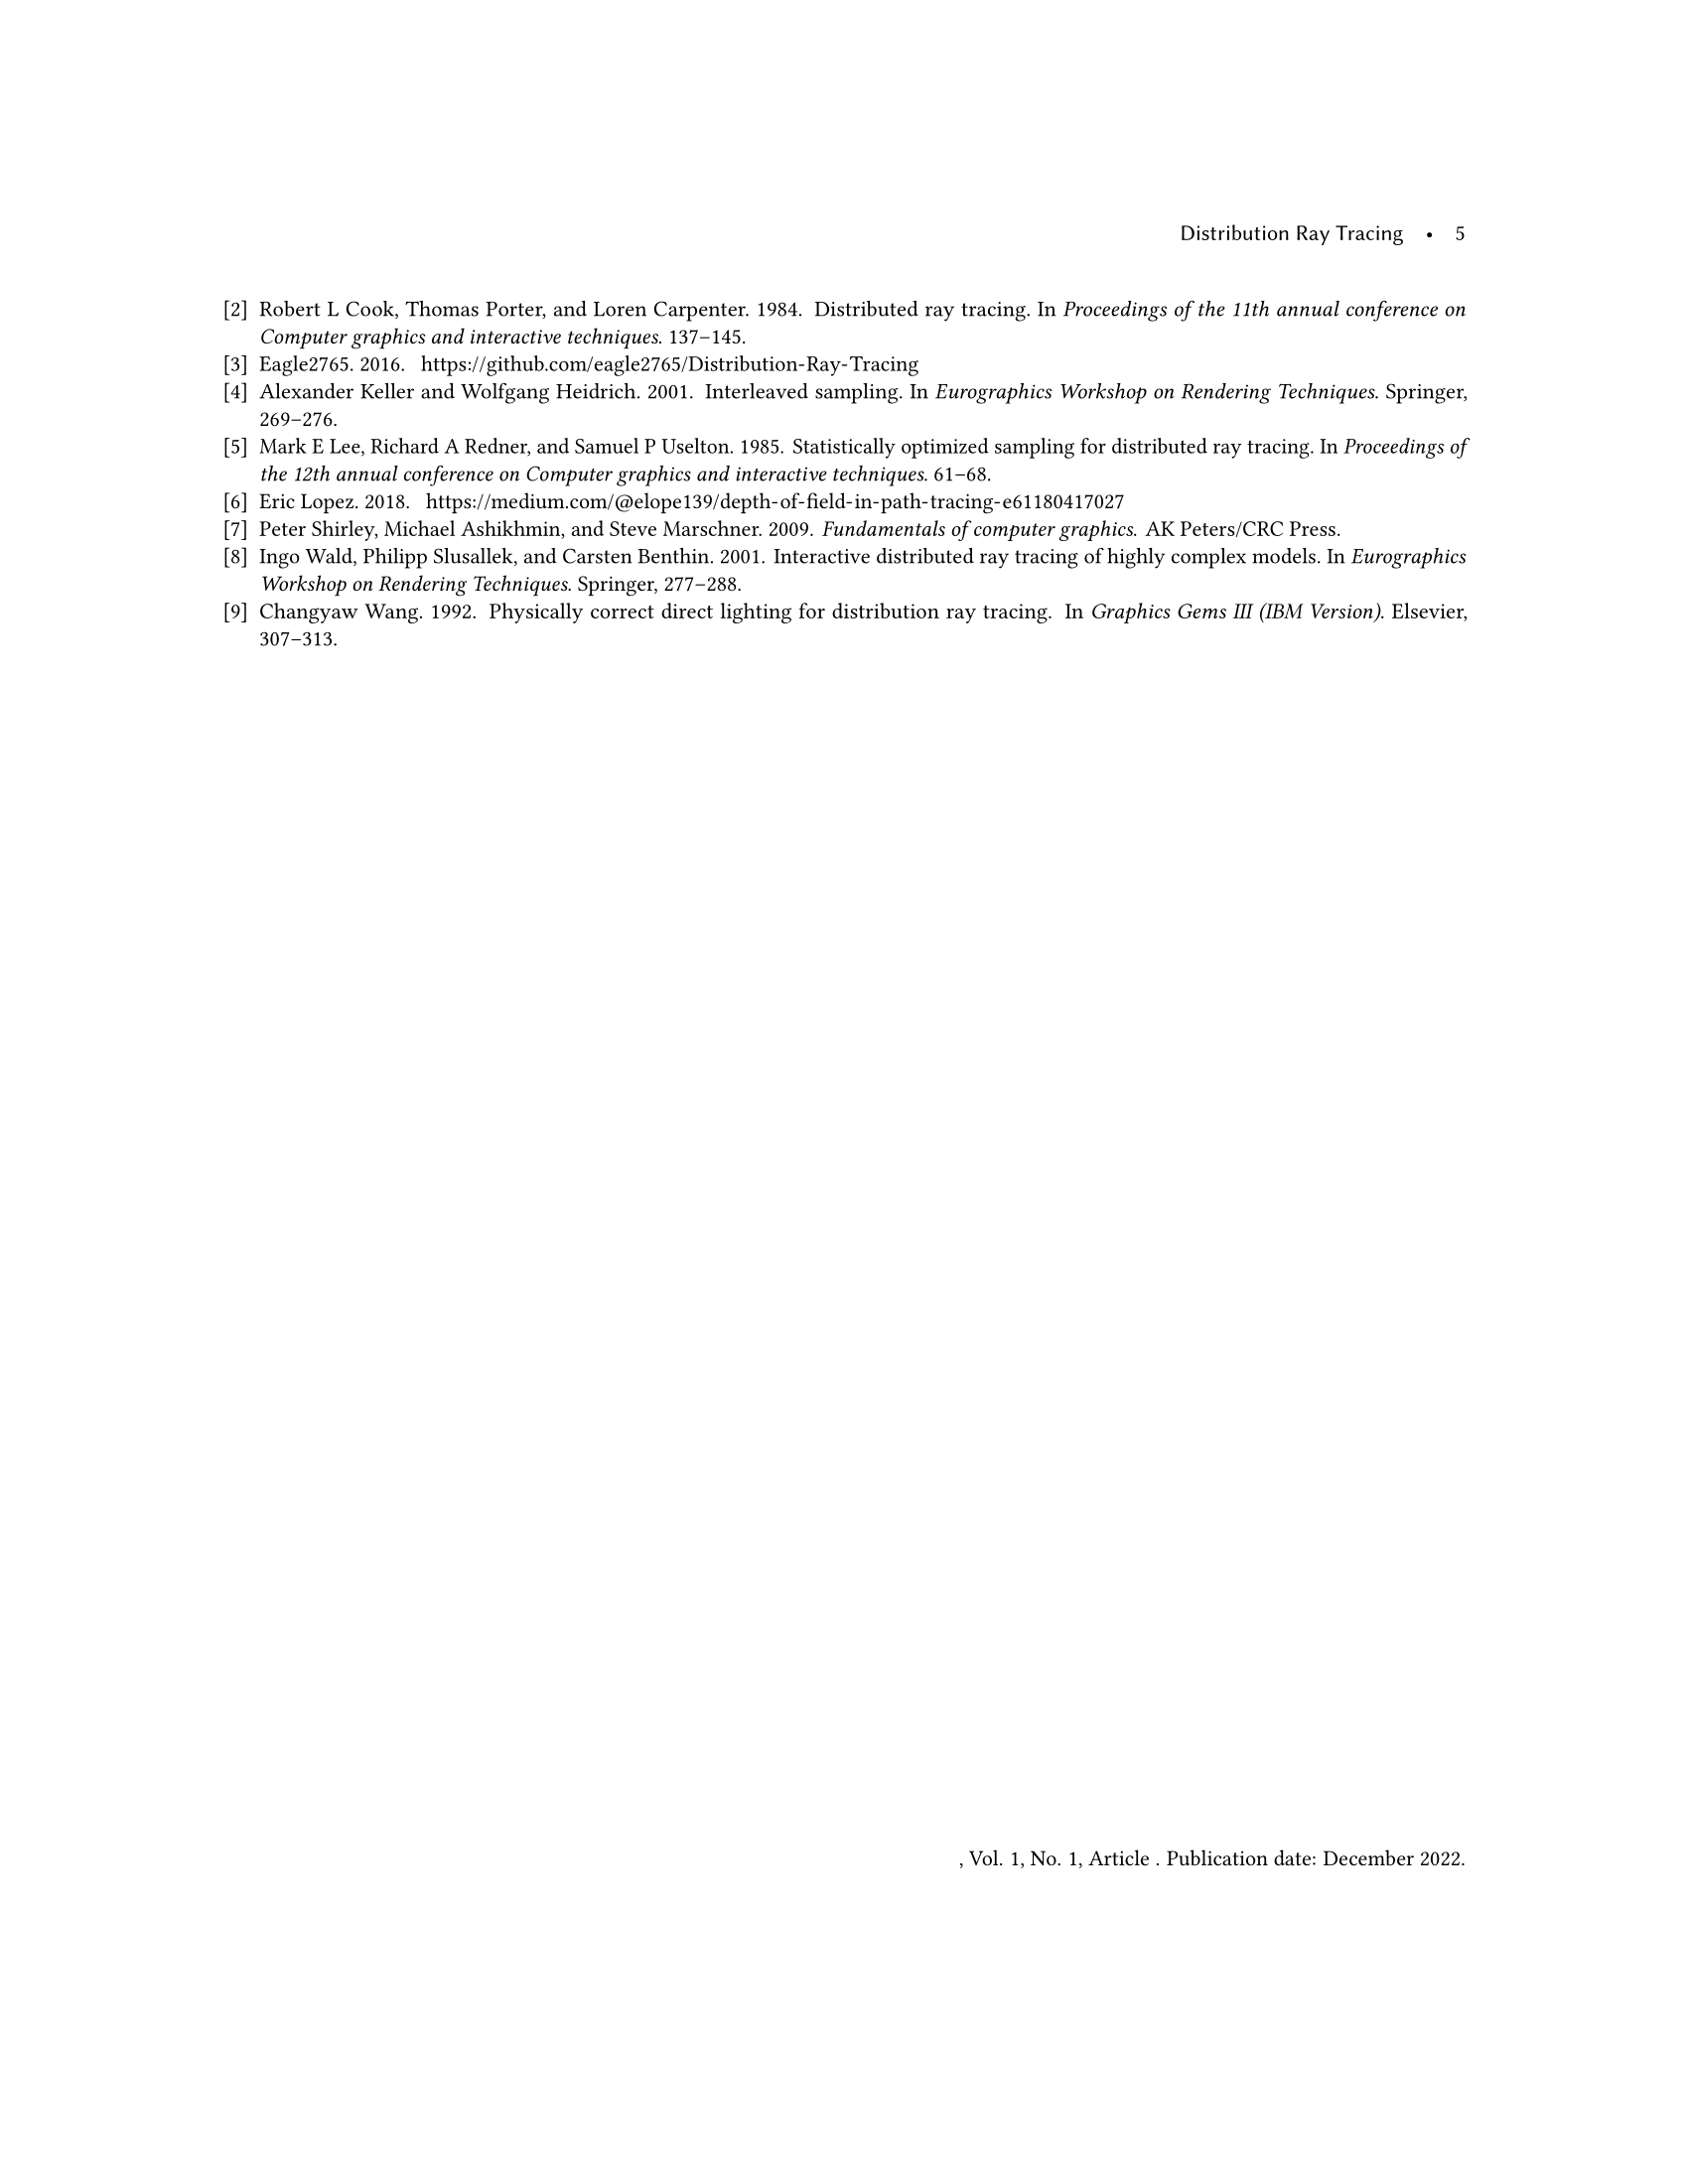 Distribution Ray Tracing • 5
[2] Robert L Cook, Thomas Porter, and Loren Carpenter. 1984. Distributed ray tracing. In Proceedings of the 11th annual conference on
Computer graphics and interactive techniques. 137–145.
[3] Eagle2765. 2016. https://github.com/eagle2765/Distribution-Ray-Tracing
[4] Alexander Keller and Wolfgang Heidrich. 2001. Interleaved sampling. In Eurographics Workshop on Rendering Techniques. Springer,
269–276.
[5] Mark E Lee, Richard A Redner, and Samuel P Uselton. 1985. Statistically optimized sampling for distributed ray tracing. In Proceedings of
the 12th annual conference on Computer graphics and interactive techniques. 61–68.
[6] Eric Lopez. 2018. https://medium.com/@elope139/depth-of-field-in-path-tracing-e61180417027
[7] Peter Shirley, Michael Ashikhmin, and Steve Marschner. 2009. Fundamentals of computer graphics. AK Peters/CRC Press.
[8] Ingo Wald, Philipp Slusallek, and Carsten Benthin. 2001. Interactive distributed ray tracing of highly complex models. In Eurographics
Workshop on Rendering Techniques. Springer, 277–288.
[9] Changyaw Wang. 1992. Physically correct direct lighting for distribution ray tracing. In Graphics Gems III (IBM Version). Elsevier,
307–313.
, Vol. 1, No. 1, Article . Publication date: December 2022.